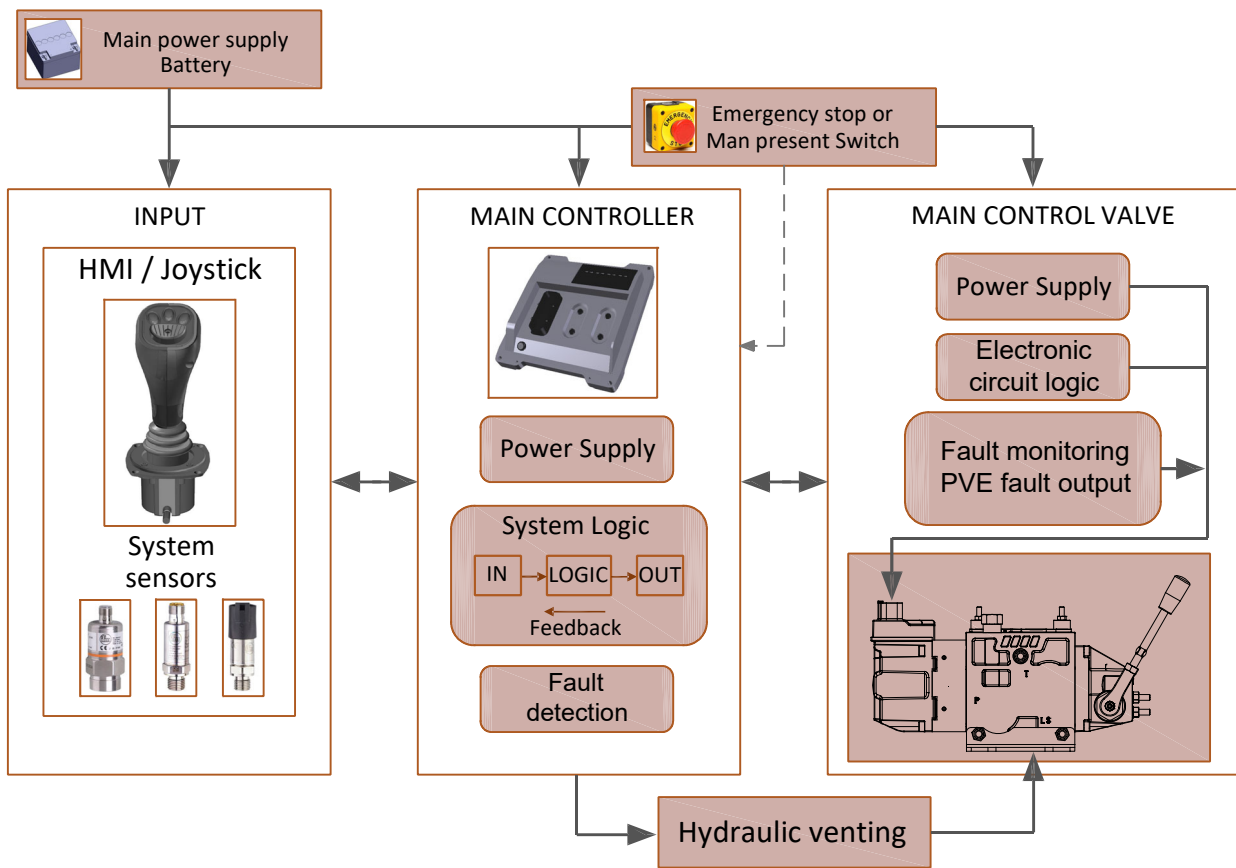 Main power supply
Battery
EMERGENCY
Emergency stop or
Man present Switch
INPUT
HMI / Joystick
System
sensors
MAIN CONTROLLER
Power Supply
System Logic
IN
LOGIC
OUT
Feedback
Fault
detection
MAIN CONTROL VALVE
Power Supply
Electronic
circuit logic
Fault monitoring
PVE fault output
P
T
LS
Hydraulic venting